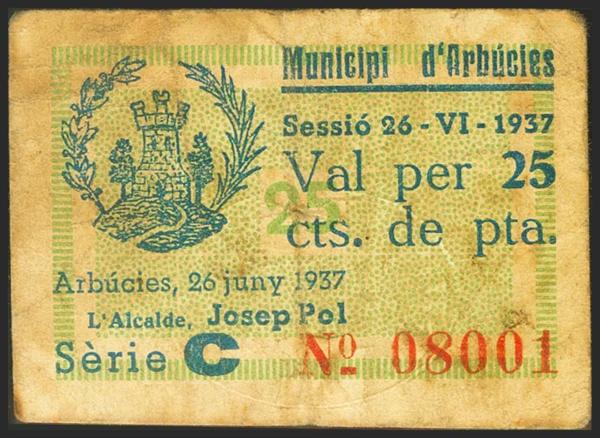 Municipi d'Arbúcies
Sessió 26-VI-1937
Val per 25
cts. de pta.
25
Arbúcies, 26 juny 1937
L'Alcalde, Josep Pol
Sèrie C Nº 08001